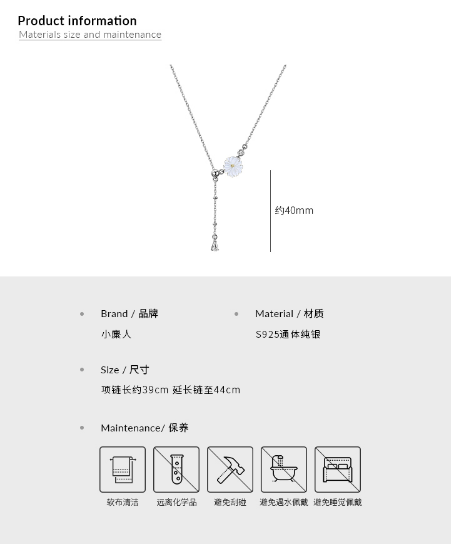 Product information
Materials size and maintenance
约40mm
Brand / 品牌
小廉人
Material / 材质
S925通体纯银
Size / 尺寸
项链长约39cm 延长链至44cm
Maintenance/ 保养
软布清洁
远离化学品
避免刮碰
避免遇水佩戴
避免睡觉佩戴